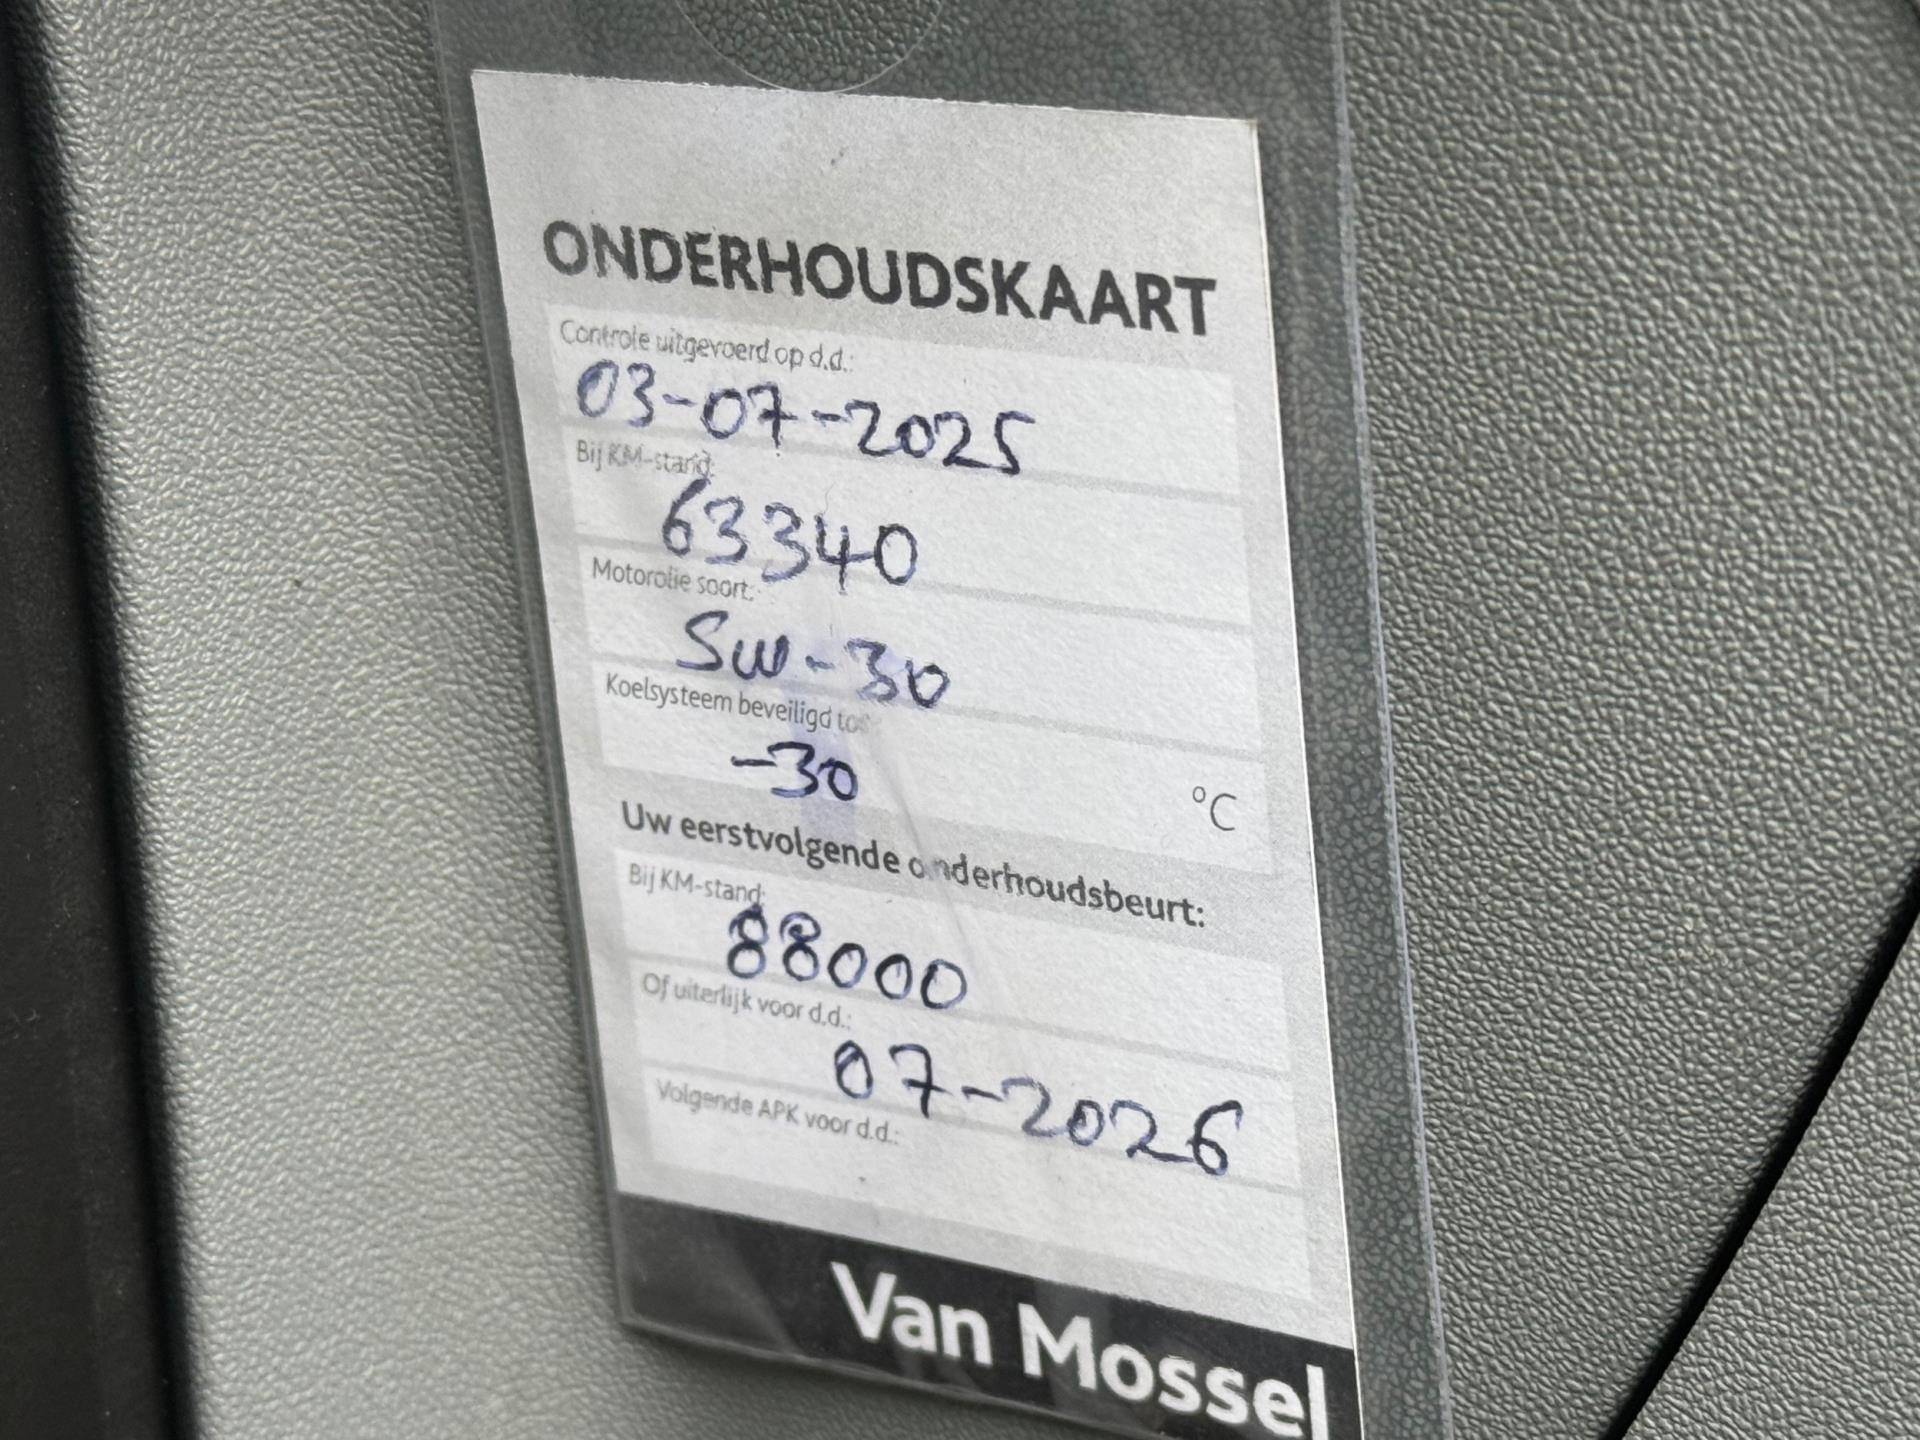 ONDERHOUDSKAART
Controle uitgevoerd op d.d.:
03-07-2025
Bij KM-stand:
63340
Motorolie soort:
5w-30
Koelsysteem beveiligd tot
-30 °C
Uw eerstvolgende onderhoudsbeurt:
Bij KM-stand:
88000
Of uiterlijk voor d.d.:
07-2026
Volgende APK voor d.d.:
Van Mossel